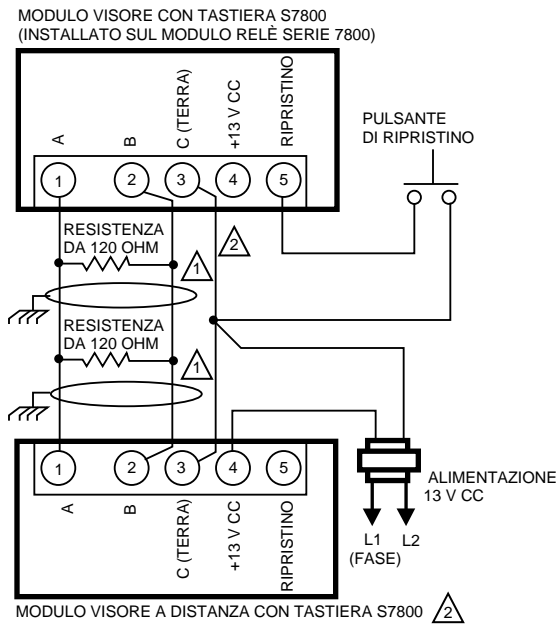 MODULO VISORE CON TASTIERA S7800
(INSTALLATO SUL MODULO RELÈ SERIE 7800)
A
B
C (TERRA)
+13 V CC
RIPRISTINO
1
2
3
4
5
PULSANTE
DI RIPRISTINO
RESISTENZA
DA 120 OHM
1
2
RESISTENZA
DA 120 OHM
1
1
2
3
4
5
A
B
C (TERRA)
+13 V CC
RIPRISTINO
ALIMENTAZIONE
13 V CC
L1
(FASE)
L2
MODULO VISORE A DISTANZA CON TASTIERA S7800
2